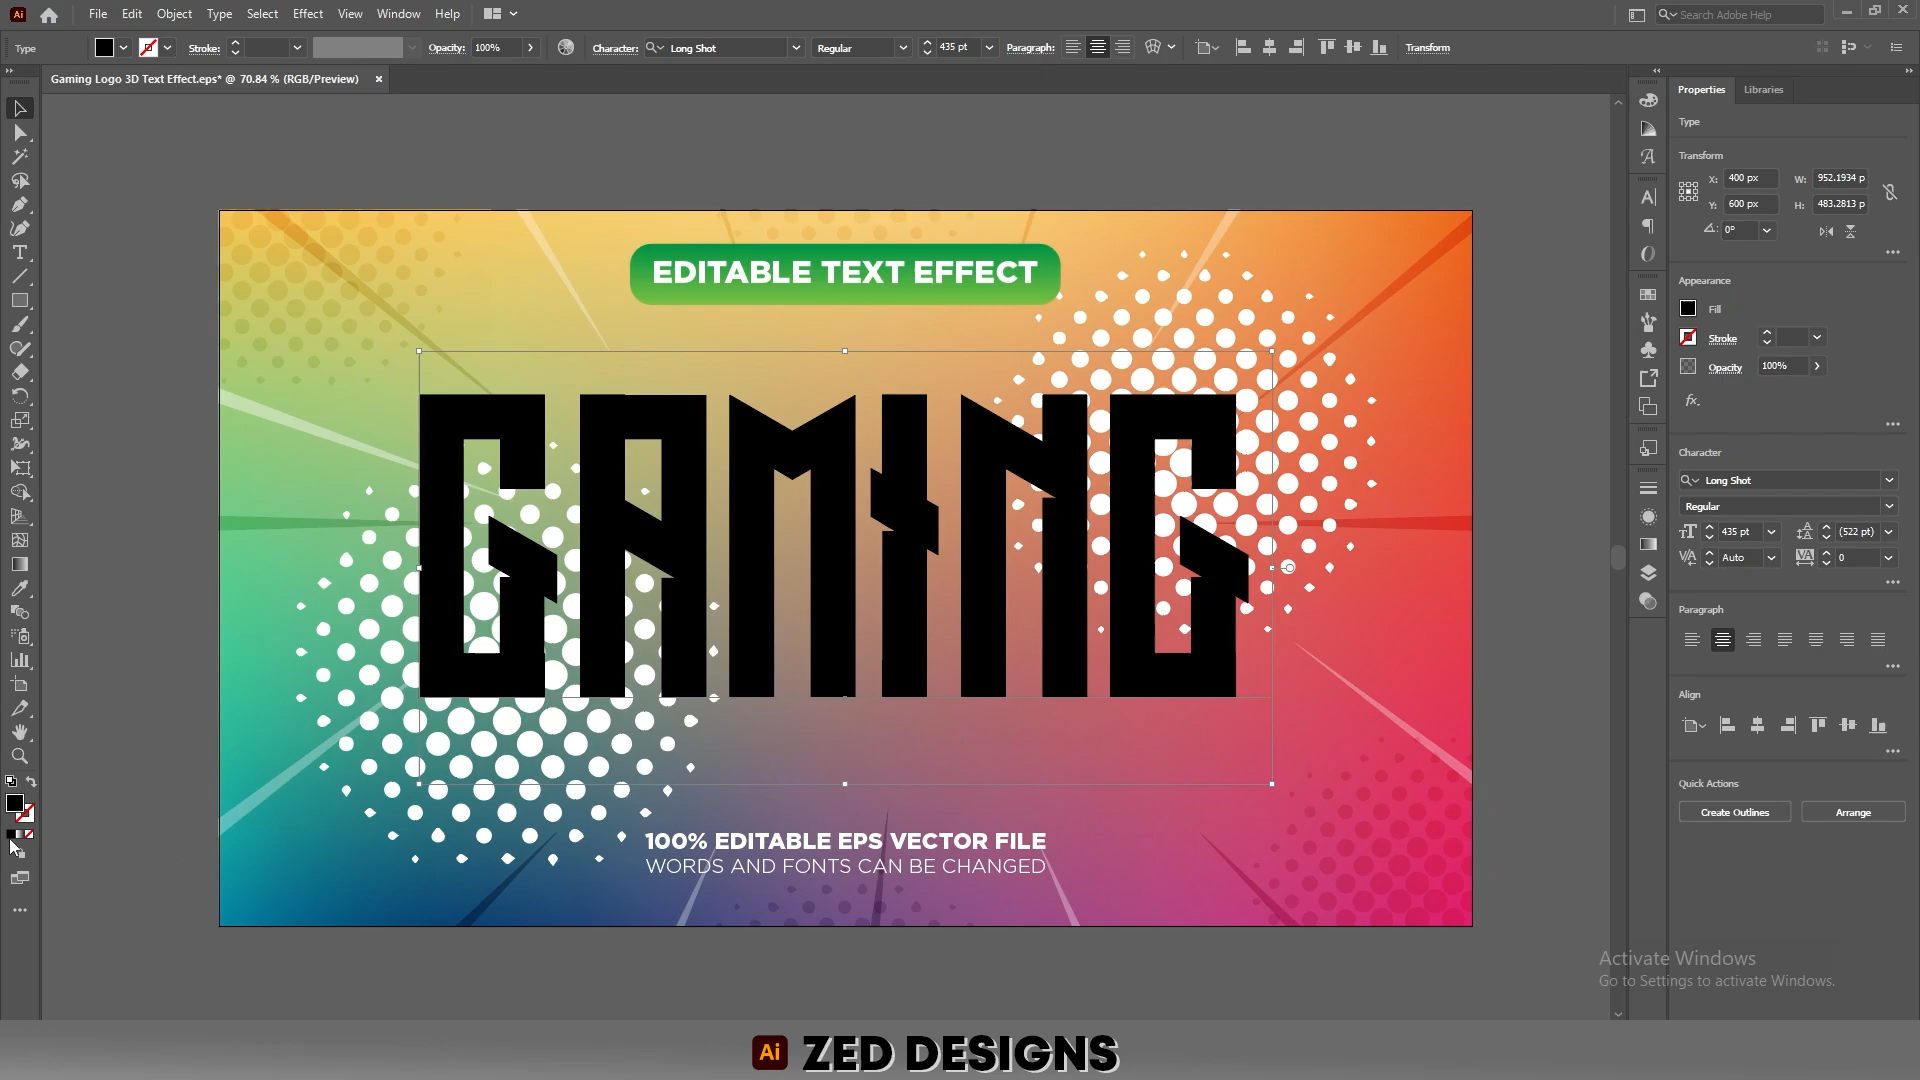 Ai File Edit Object Type Select Effect View Window Help Search Adobe Help
Type Stroke: Opacity: 100% Character: Long Shot Regular 435 pt Paragraph: Transform
Gaming Logo 3D Text Effect.eps* @ 70.84 % (RGB/Preview) ×
EDITABLE TEXT EFFECT
GAMING
100% EDITABLE EPS VECTOR FILE
WORDS AND FONTS CAN BE CHANGED
Properties Libraries
Type
Transform
X: 400 px W: 952.1934 p
Y: 600 px H: 483.2813 p
0°
Appearance
Fill
Stroke
Opacity 100%
fx.
Character
Long Shot
Regular
435 pt (522 pt)
Auto 0
Paragraph
Align
Quick Actions
Create Outlines Arrange
Activate Windows
Go to Settings to activate Windows.
Ai ZED DESIGNS